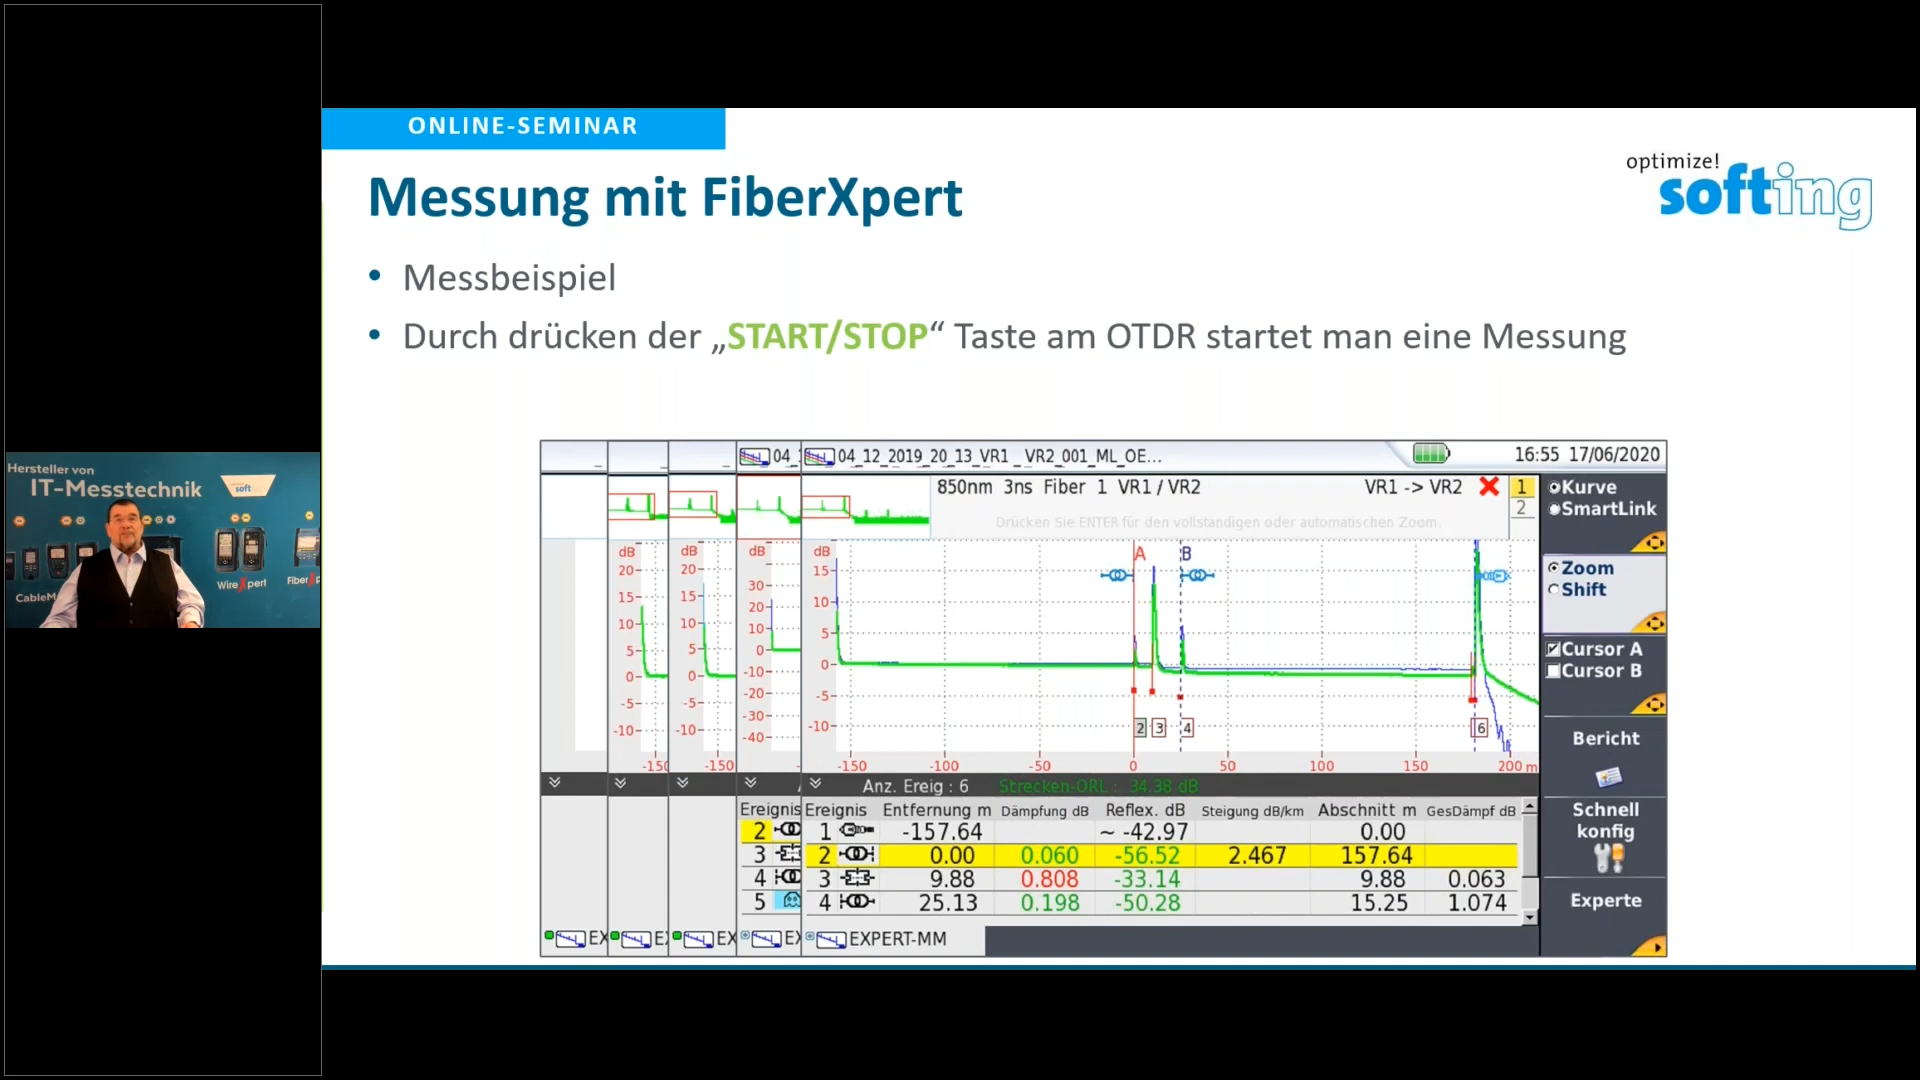 ONLINE-SEMINAR
Messung mit FiberXpert
optimize!
softing
• Messbeispiel
• Durch drücken der „START/STOP“ Taste am OTDR startet man eine Messung
Hersteller von
IT-Messtechnik
soft
WireXpert
CableM
FiberXp
04_12_2019_20_13_VR1 _ VR2_001_ML_OE...
16:55 17/06/2020
850nm 3ns Fiber 1 VR1 / VR2
VR1 -> VR2
1
2
Drücken Sie ENTER für den vollständigen oder automatischen Zoom.
Kurve
SmartLink
Zoom
Shift
Cursor A
Cursor B
Bericht
Schnell
konfig
Experte
dB
20
15
10
5
0
-5
-10
-150
dB
20
15
10
5
0
-5
-10
-150
dB
30
20
10
0
-10
-20
-30
-40
dB
15
10
5
0
-5
-10
A
B
2 3 4 6
-150 -100 -50 0 50 100 150 200 m
Anz. Ereig : 6 Strecken-ORL : 34.38 dB
Ereignis
2
3
4
5
Ereignis Entfernung m Dämpfung dB Reflex. dB Steigung dB/km Abschnitt m GesDämpf dB
1 -157.64 ~ -42.97 0.00
2 0.00 0.060 -56.52 2.467 157.64
3 9.88 0.808 -33.14 9.88 0.063
4 25.13 0.198 -50.28 15.25 1.074
EX
EX
EX
EXPERT-MM